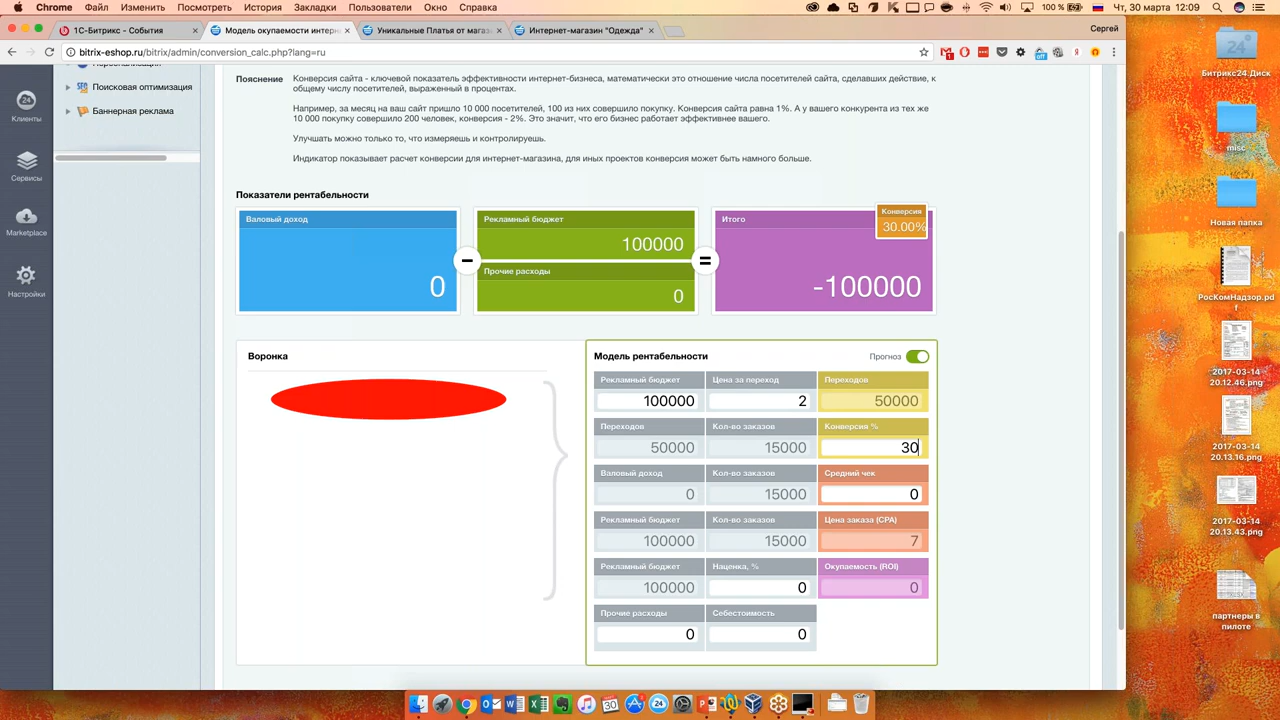 Chrome Файл Изменить Посмотреть История Закладки Пользователи Окно Справка 100 % Чт, 30 марта 12:09
1С-Битрикс - События × Модель окупаемости интерн × Уникальные Платья от магаз × Интернет-магазин "Одежда" × Сергей
bitrix-eshop.ru/bitrix/admin/conversion_calc.php?lang=ru
Поисковая оптимизация
Баннерная реклама
24
Клиенты
Сервисы
Marketplace
Настройки
Пояснение
Конверсия сайта - ключевой показатель эффективности интернет-бизнеса, математически это отношение числа посетителей сайта, сделавших действие, к
общему числу посетителей, выраженный в процентах.
Например, за месяц на ваш сайт пришло 10 000 посетителей, 100 из них совершило покупку. Конверсия сайта равна 1%. А у вашего конкурента из тех же
10 000 покупку совершило 200 человек, конверсия - 2%. Это значит, что его бизнес работает эффективнее вашего.
Улучшать можно только то, что измеряешь и контролируешь.
Индикатор показывает расчет конверсии для интернет-магазина, для иных проектов конверсия может быть намного больше.
Показатели рентабельности
Валовый доход
0
−
Рекламный бюджет
100000
Прочие расходы
0
=
Итого
Конверсия
30.00%
-100000
Воронка
Модель рентабельности Прогноз
Рекламный бюджет Цена за переход Переходов
100000 2 50000
Переходов Кол-во заказов Конверсия %
50000 15000 30
Валовый доход Кол-во заказов Средний чек
0 15000 0
Рекламный бюджет Кол-во заказов Цена заказа (CPA)
100000 15000 7
Рекламный бюджет Наценка, % Окупаемость (ROI)
100000 0 0
Прочие расходы Себестоимость
0 0
Битрикс24.Диск
misc
Новая папка
РосКомНадзор.pd
f
2017-03-14
20.12.46.png
2017-03-14
20.13.16.png
2017-03-14
20.13.43.png
партнеры в
пилоте